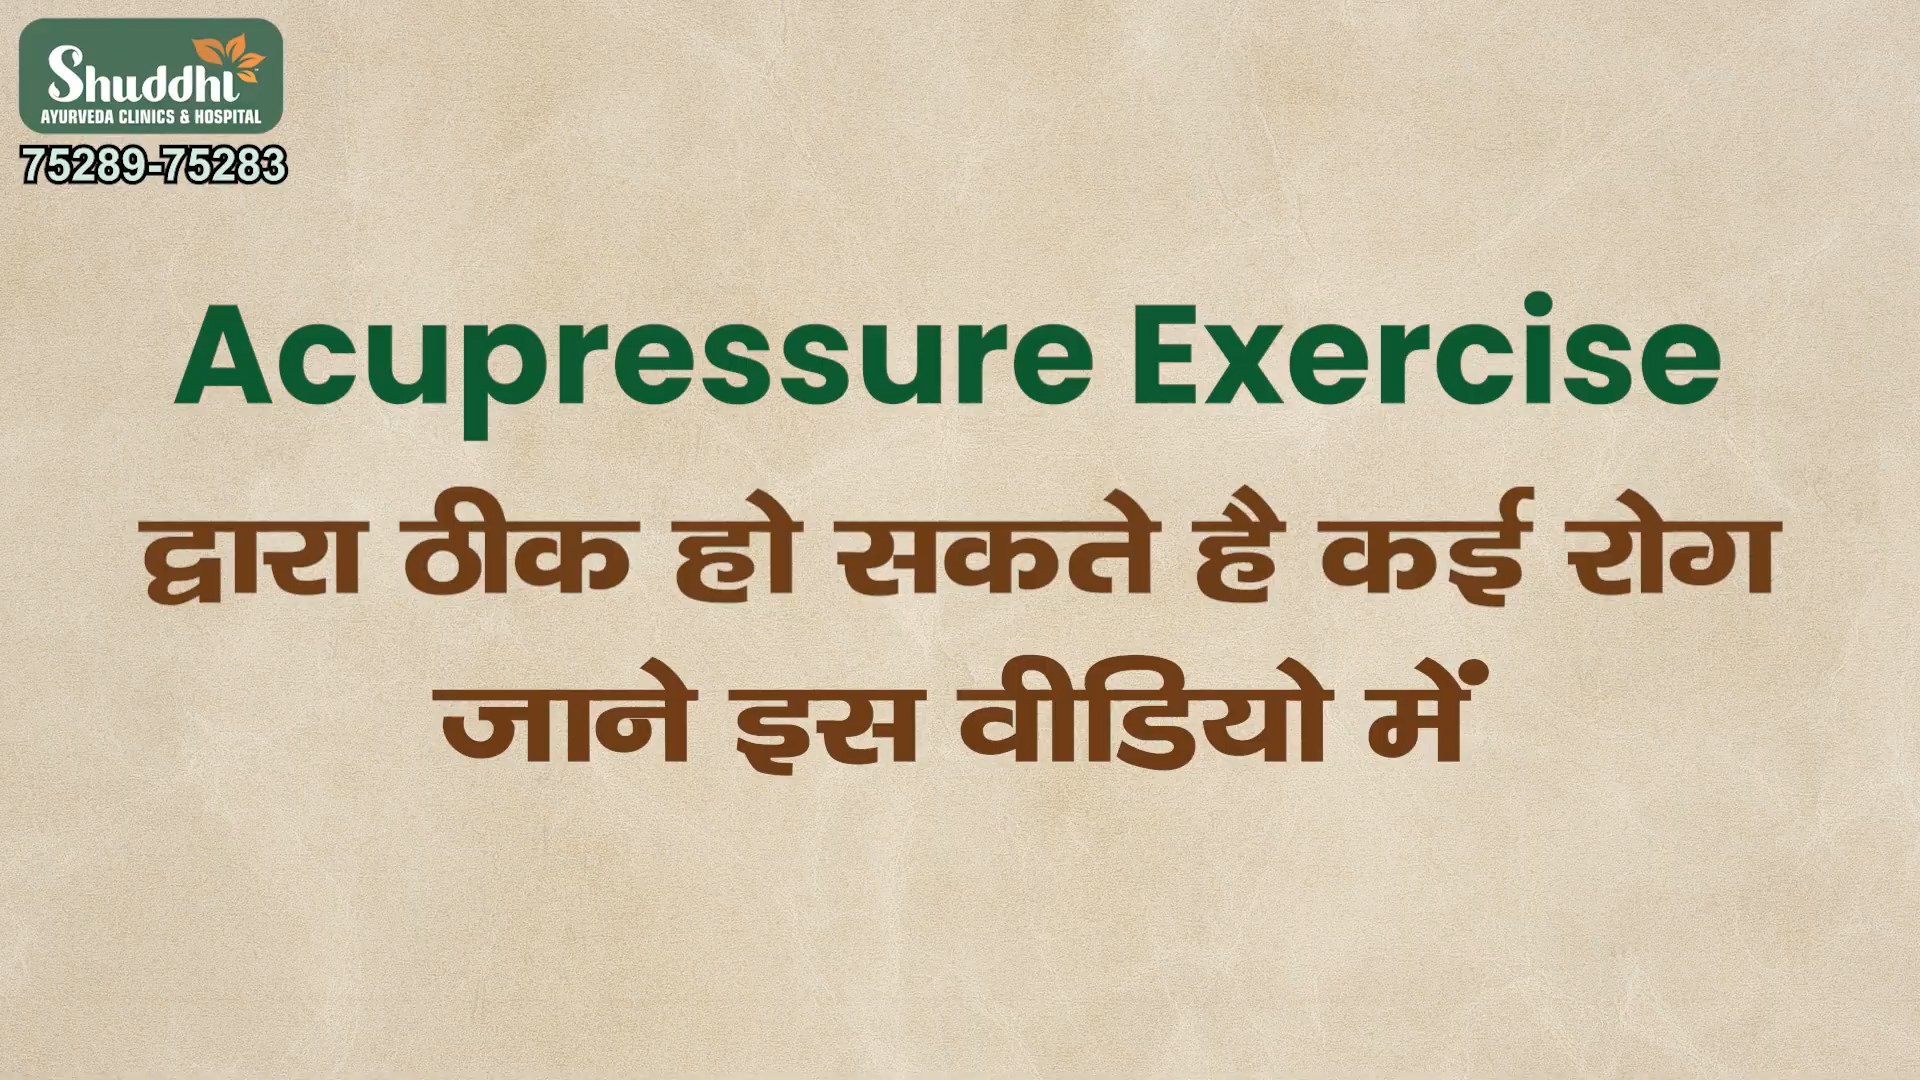 Shuddhi
AYURVEDA CLINICS & HOSPITAL
75289-75283
Acupressure Exercise
द्वारा ठीक हो सकते है कई रोग
जाने इस वीडियो में